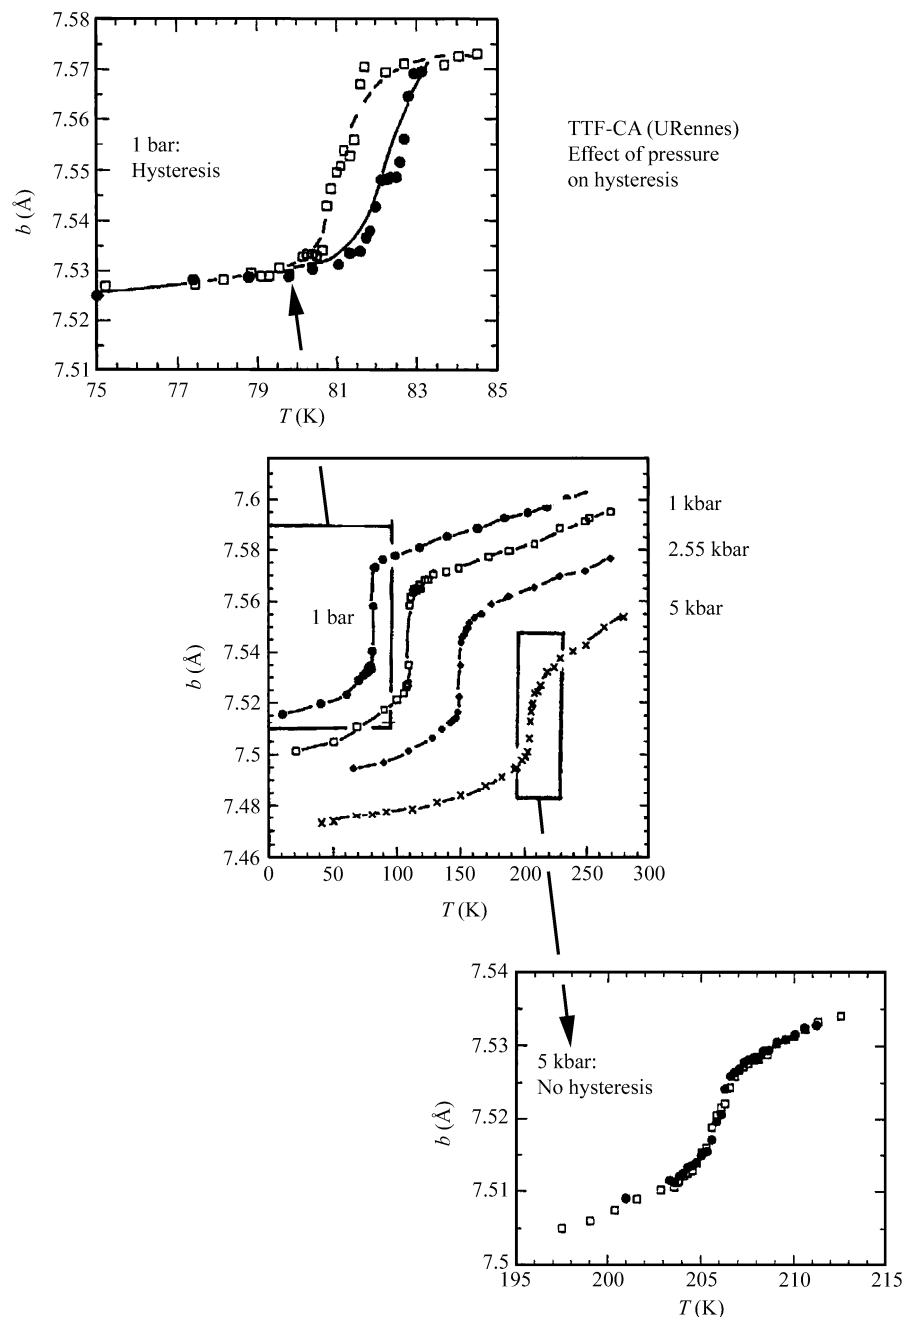 7.58
7.57
7.56
7.55
7.54
7.53
7.52
7.51
b (Å)
1 bar:
Hysteresis
75
77
79
81
83
85
T (K)
TTF-CA (URennes)
Effect of pressure
on hysteresis
7.6
7.58
7.56
7.54
7.52
7.5
7.48
7.46
b (Å)
1 bar
1 kbar
2.55 kbar
5 kbar
0
50
100
150
200
250
300
T (K)
7.54
7.53
7.52
7.51
7.5
b (Å)
5 kbar:
No hysteresis
195
200
205
210
215
T (K)